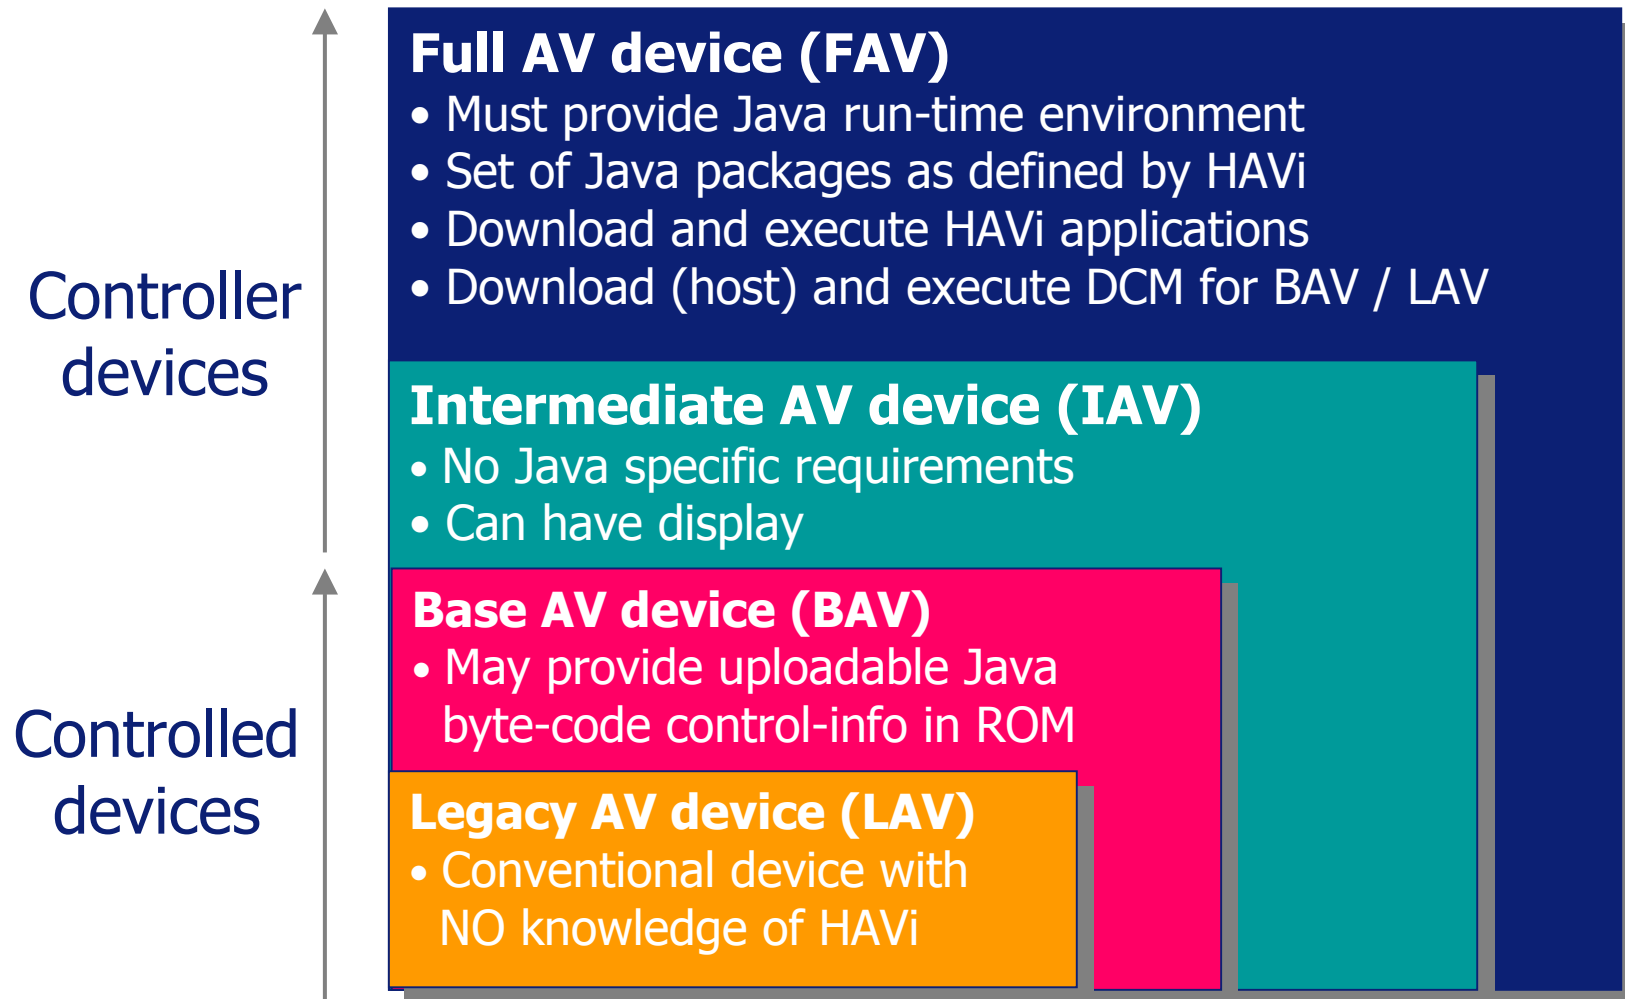 Full AV device (FAV)
• Must provide Java run-time environment
• Set of Java packages as defined by HAVi
• Download and execute HAVi applications
• Download (host) and execute DCM for BAV / LAV
Controller
devices
Intermediate AV device (IAV)
• No Java specific requirements
• Can have display
Base AV device (BAV)
• May provide uploadable Java
byte-code control-info in ROM
Controlled
devices
Legacy AV device (LAV)
• Conventional device with
NO knowledge of HAVi